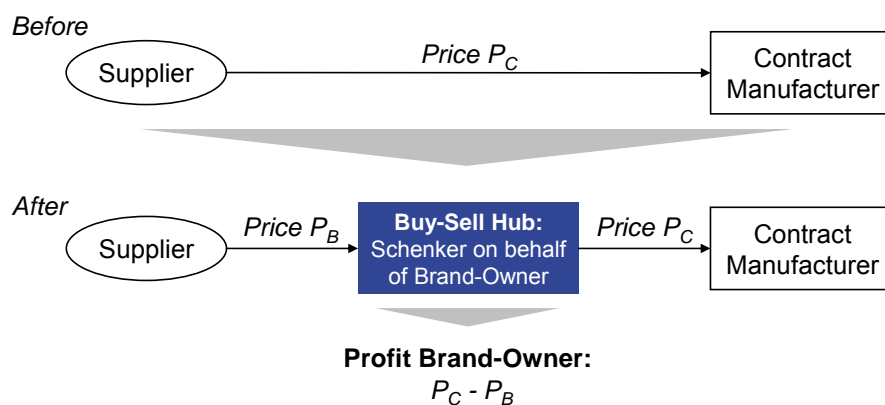 Before
Supplier
Price P_C
Contract
Manufacturer
After
Supplier
Price P_B
Buy-Sell Hub:
Schenker on behalf
of Brand-Owner
Price P_C
Contract
Manufacturer
Profit Brand-Owner:
P_C - P_B